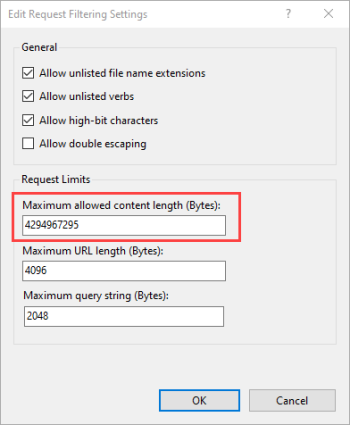 Edit Request Filtering Settings
?
General
Allow unlisted file name extensions
Allow unlisted verbs
Allow high-bit characters
Allow double escaping
Request Limits
Maximum allowed content length (Bytes):
4294967295
Maximum URL length (Bytes):
4096
Maximum query string (Bytes):
2048
OK
Cancel